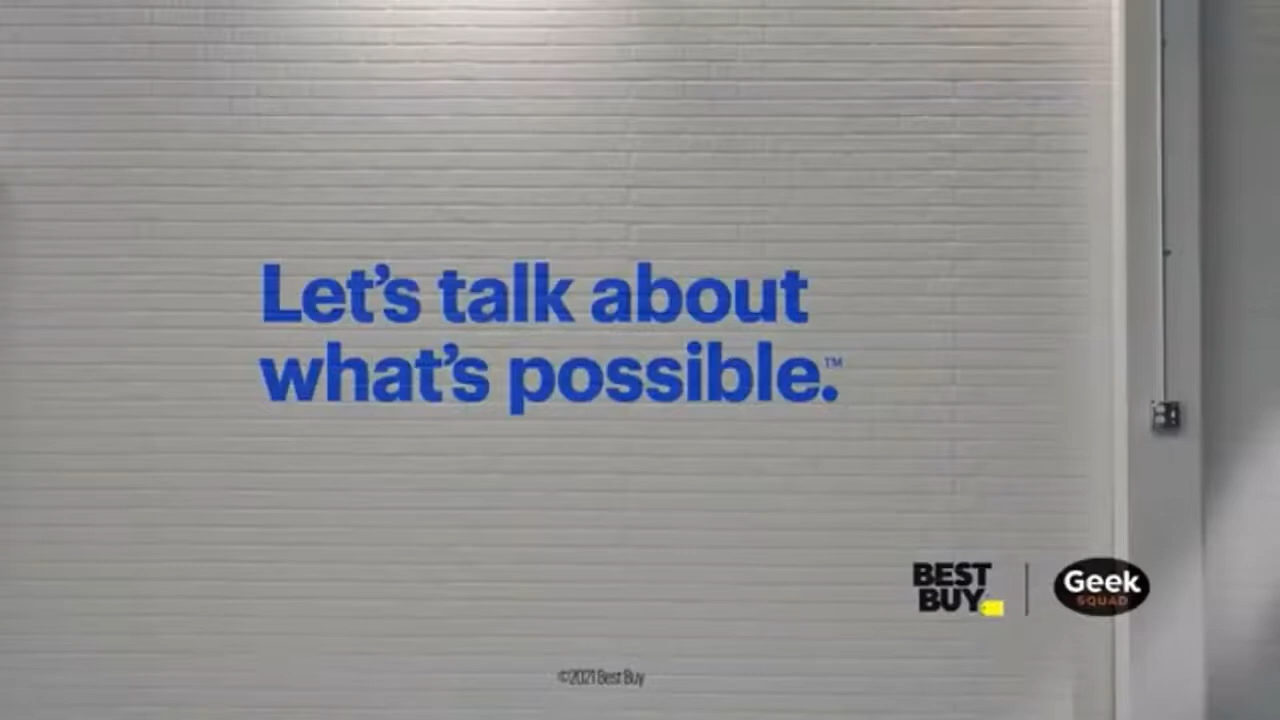 Let's talk about
what's possible.™
BEST
BUY
Geek
SQUAD
©2021 Best Buy